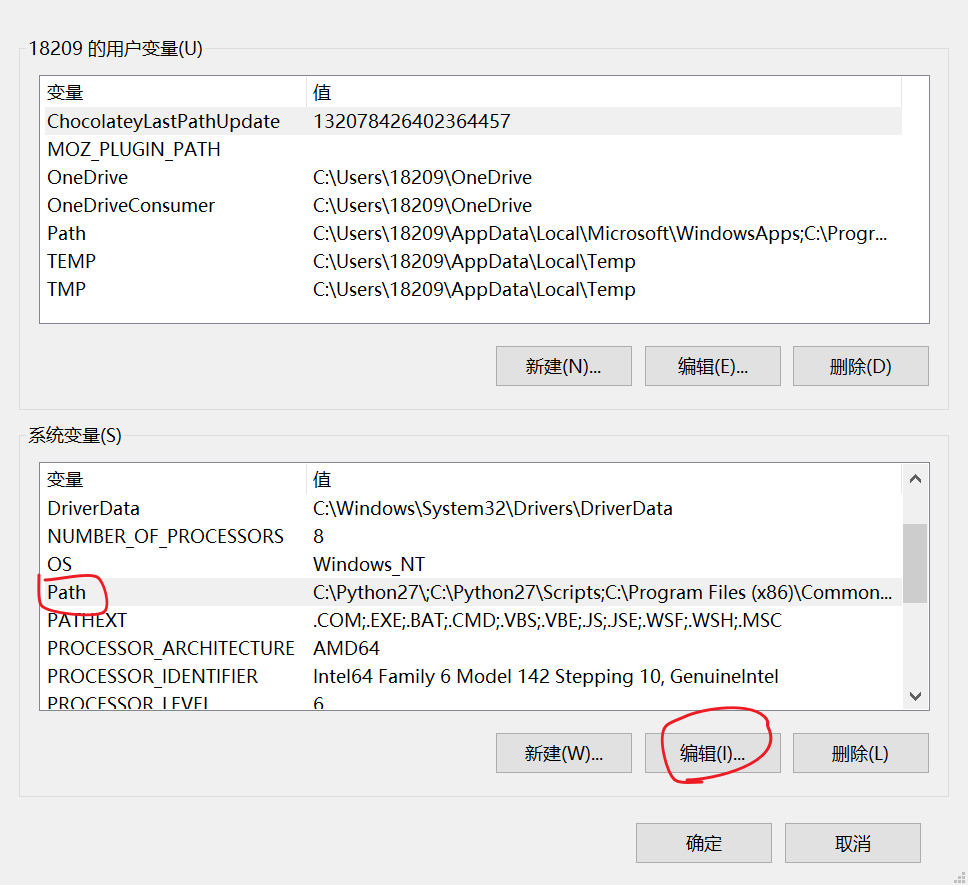 18209 的用户变量(U)
变量 值
ChocolateyLastPathUpdate 132078426402364457
MOZ_PLUGIN_PATH
OneDrive C:\Users\18209\OneDrive
OneDriveConsumer C:\Users\18209\OneDrive
Path C:\Users\18209\AppData\Local\Microsoft\WindowsApps;C:\Progr...
TEMP C:\Users\18209\AppData\Local\Temp
TMP C:\Users\18209\AppData\Local\Temp
新建(N)... 编辑(E)... 删除(D)
系统变量(S)
变量 值
DriverData C:\Windows\System32\Drivers\DriverData
NUMBER_OF_PROCESSORS 8
OS Windows_NT
Path C:\Python27\;C:\Python27\Scripts;C:\Program Files (x86)\Common...
PATHEXT .COM;.EXE;.BAT;.CMD;.VBS;.VBE;.JS;.JSE;.WSF;.WSH;.MSC
PROCESSOR_ARCHITECTURE AMD64
PROCESSOR_IDENTIFIER Intel64 Family 6 Model 142 Stepping 10, GenuineIntel
PROCESSOR_LEVEL 6
新建(W)... 编辑(I)... 删除(L)
确定 取消